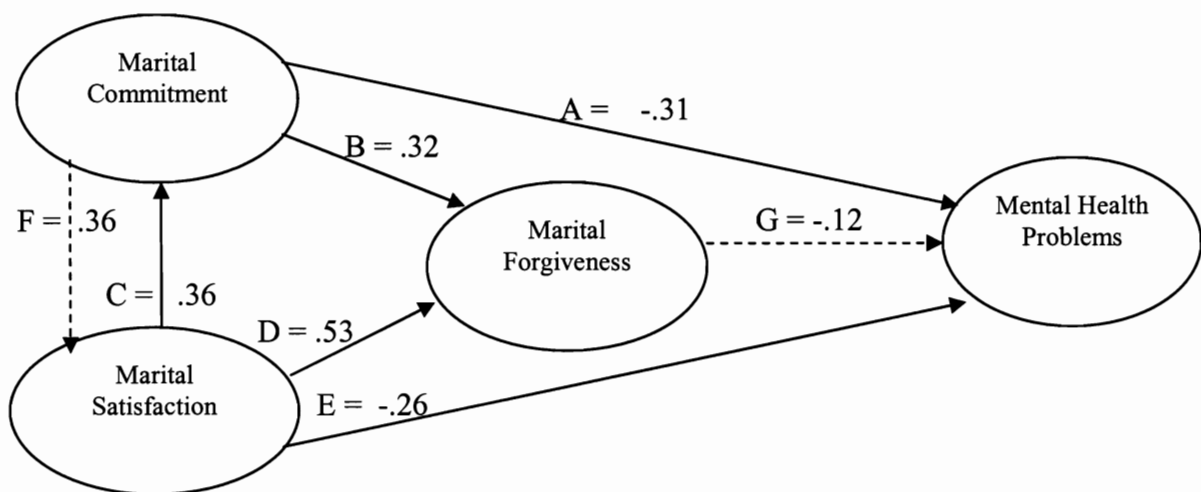 Marital
Commitment
A = -.31
B = .32
Mental Health
Problems
F = .36
Marital
Forgiveness
G = -.12
C = .36
D = .53
Marital
Satisfaction
E = -.26